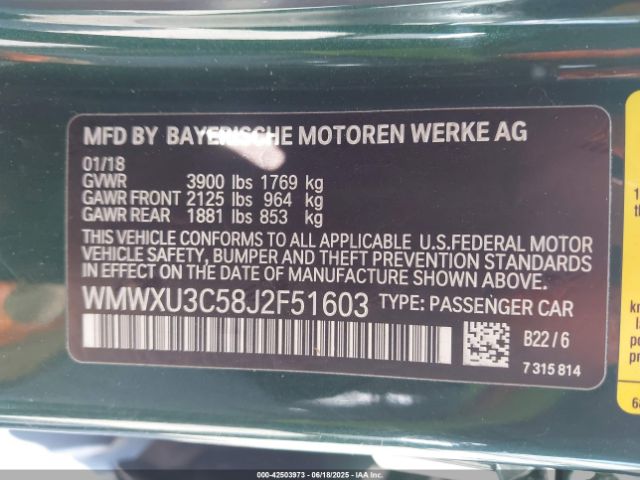 MFD BY BAYERISCHE MOTOREN WERKE AG
01/18
GVWR 3900 lbs 1769 kg
GAWR FRONT 2125 lbs 964 kg
GAWR REAR 1881 lbs 853 kg
THIS VEHICLE CONFORMS TO ALL APPLICABLE U.S.FEDERAL MOTOR
VEHICLE SAFETY, BUMPER AND THEFT PREVENTION STANDARDS
IN EFFECT ON THE DATE OF MANUFACTURE SHOWN ABOVE.
WMWXU3C58J2F51603 TYPE: PASSENGER CAR
B22/6
7 315 814
000-42503973 - 06/18/2025 - IAAI.COM